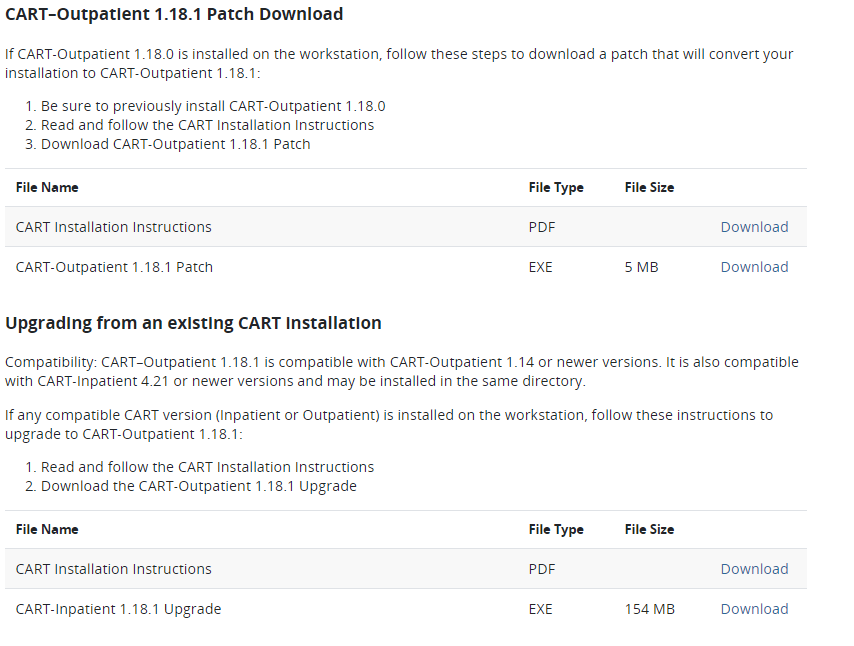 CART–Outpatient 1.18.1 Patch Download
If CART-Outpatient 1.18.0 is installed on the workstation, follow these steps to download a patch that will convert your
installation to CART-Outpatient 1.18.1:
1. Be sure to previously install CART-Outpatient 1.18.0
2. Read and follow the CART Installation Instructions
3. Download CART-Outpatient 1.18.1 Patch
File Name File Type File Size
CART Installation Instructions PDF Download
CART-Outpatient 1.18.1 Patch EXE 5 MB Download
Upgrading from an existing CART Installation
Compatibility: CART–Outpatient 1.18.1 is compatible with CART-Outpatient 1.14 or newer versions. It is also compatible
with CART-Inpatient 4.21 or newer versions and may be installed in the same directory.
If any compatible CART version (Inpatient or Outpatient) is installed on the workstation, follow these instructions to
upgrade to CART-Outpatient 1.18.1:
1. Read and follow the CART Installation Instructions
2. Download the CART-Outpatient 1.18.1 Upgrade
File Name File Type File Size
CART Installation Instructions PDF Download
CART-Inpatient 1.18.1 Upgrade EXE 154 MB Download